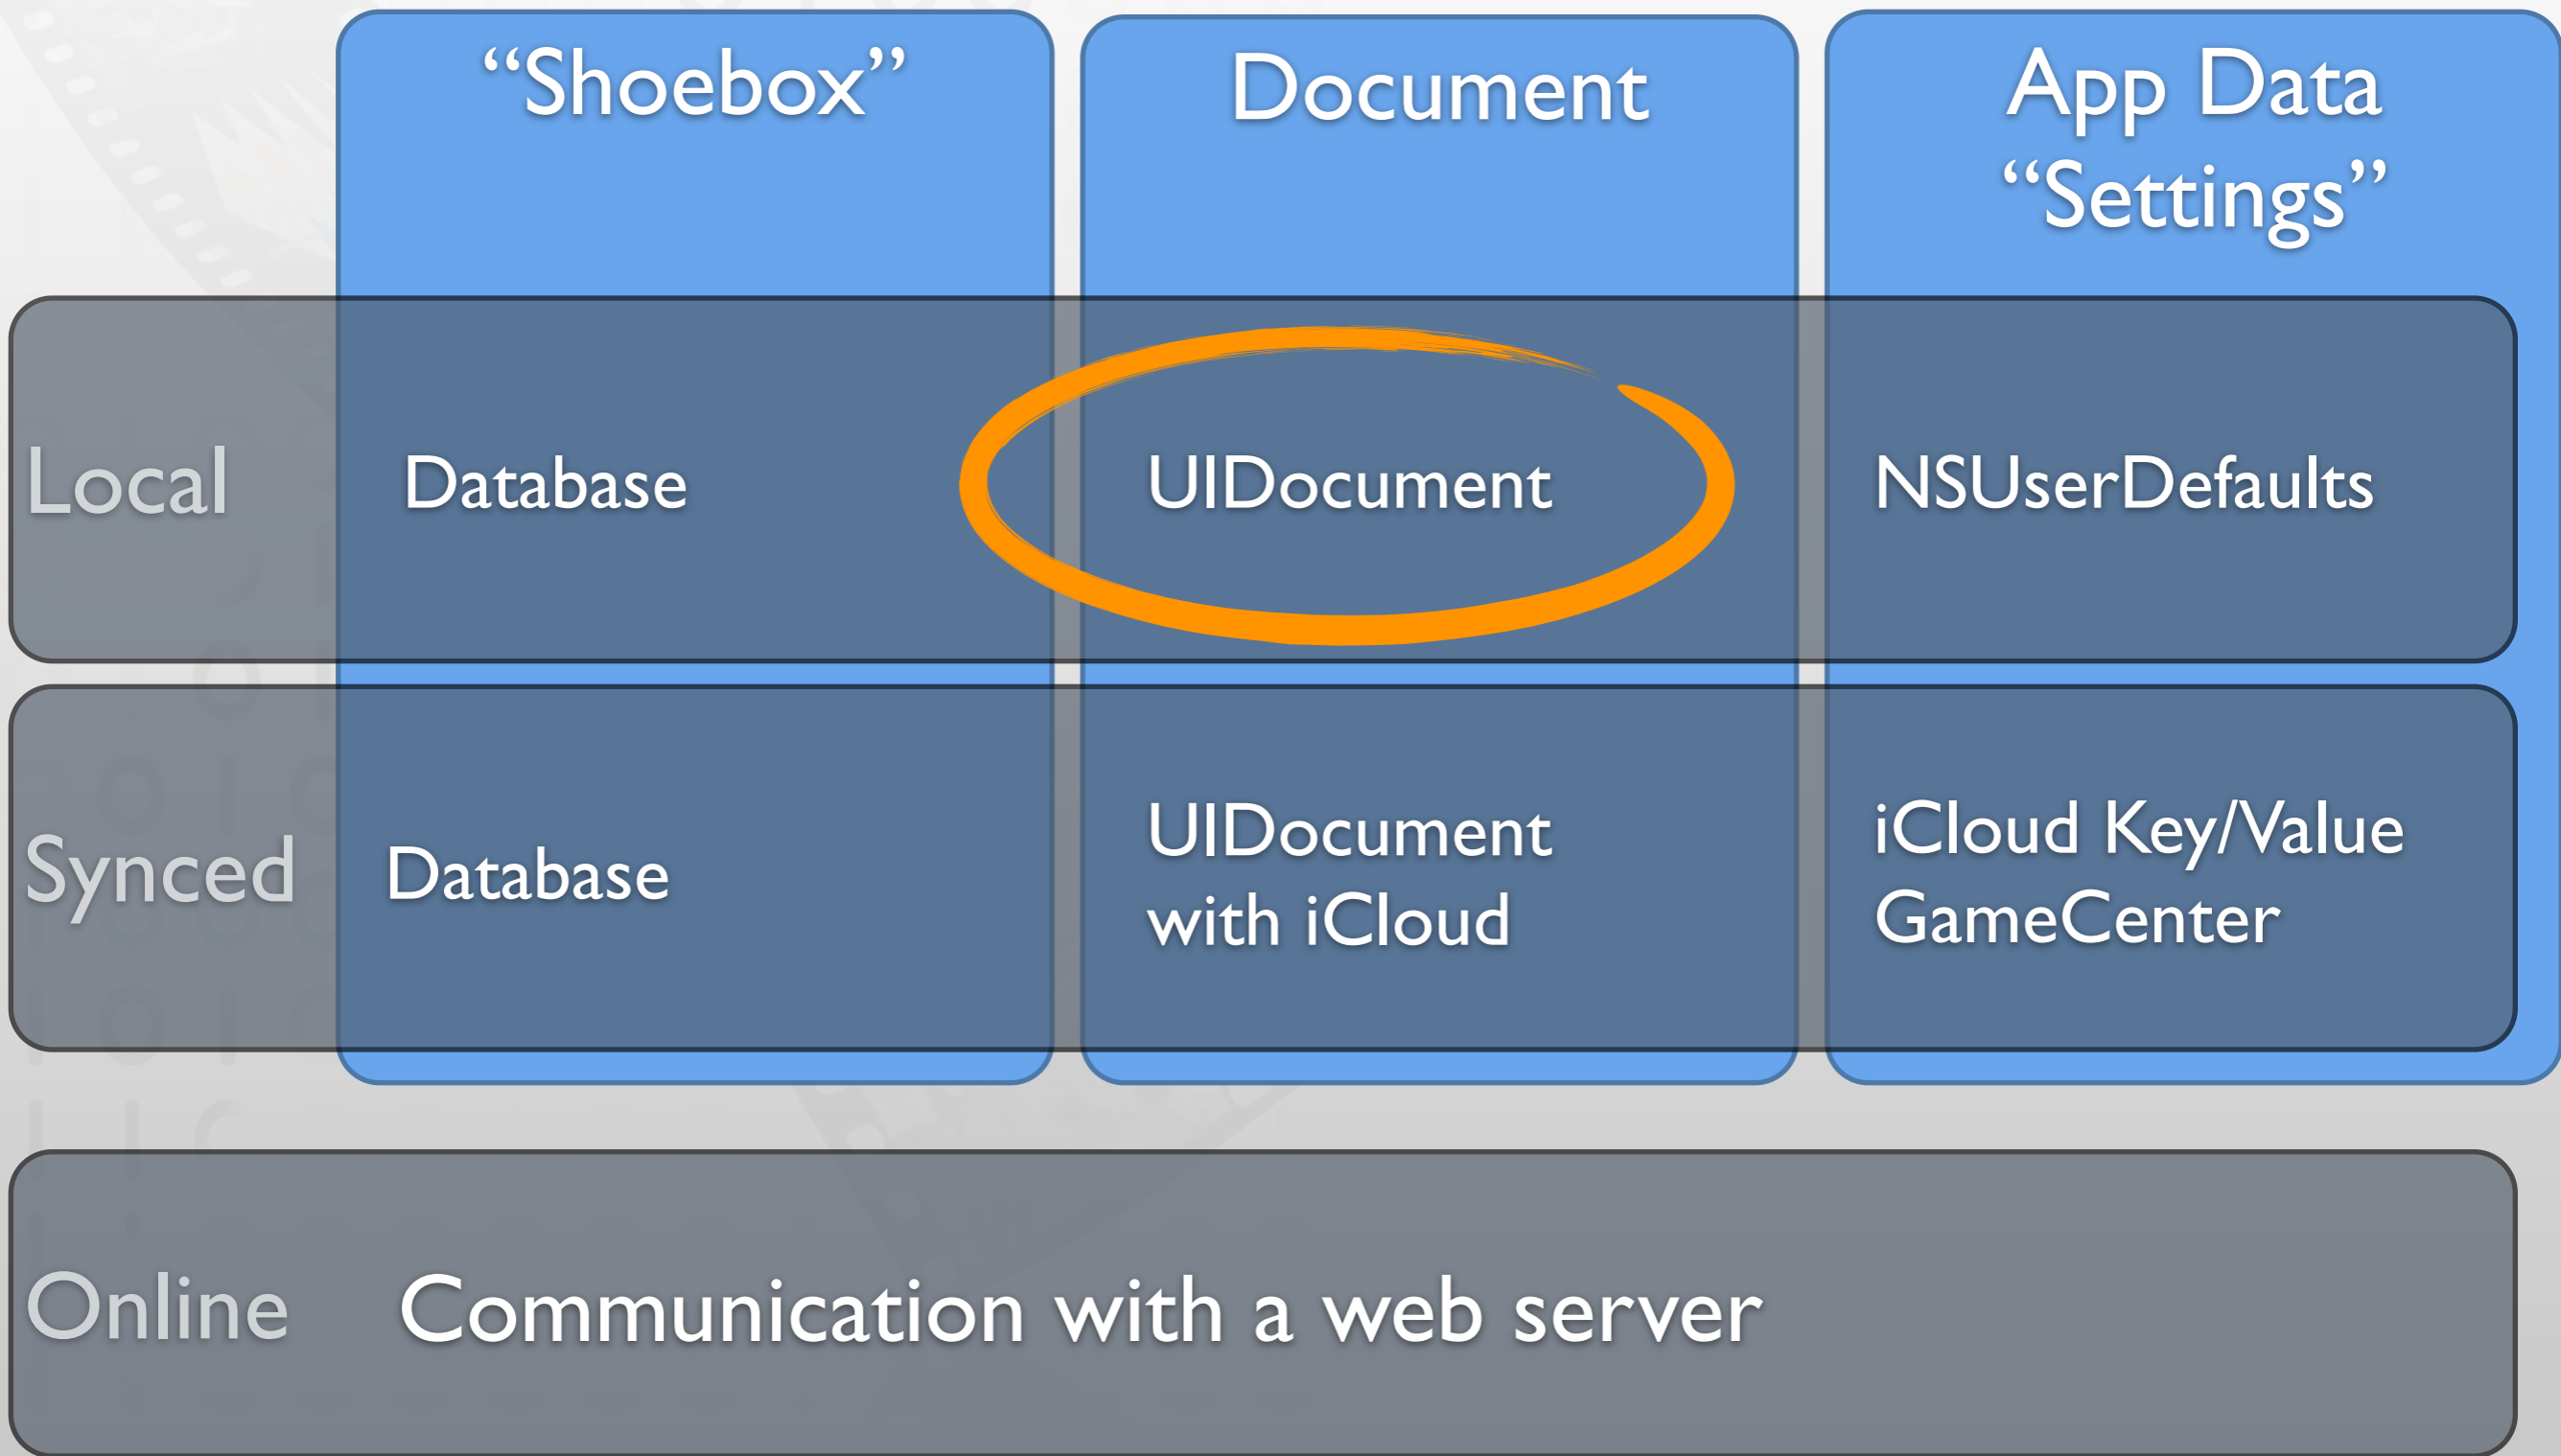 “Shoebox”
Document
App Data
“Settings”
Local
Database
UIDocument
NSUserDefaults
Synced
Database
UIDocument
with iCloud
iCloud Key/Value
GameCenter
Online
Communication with a web server